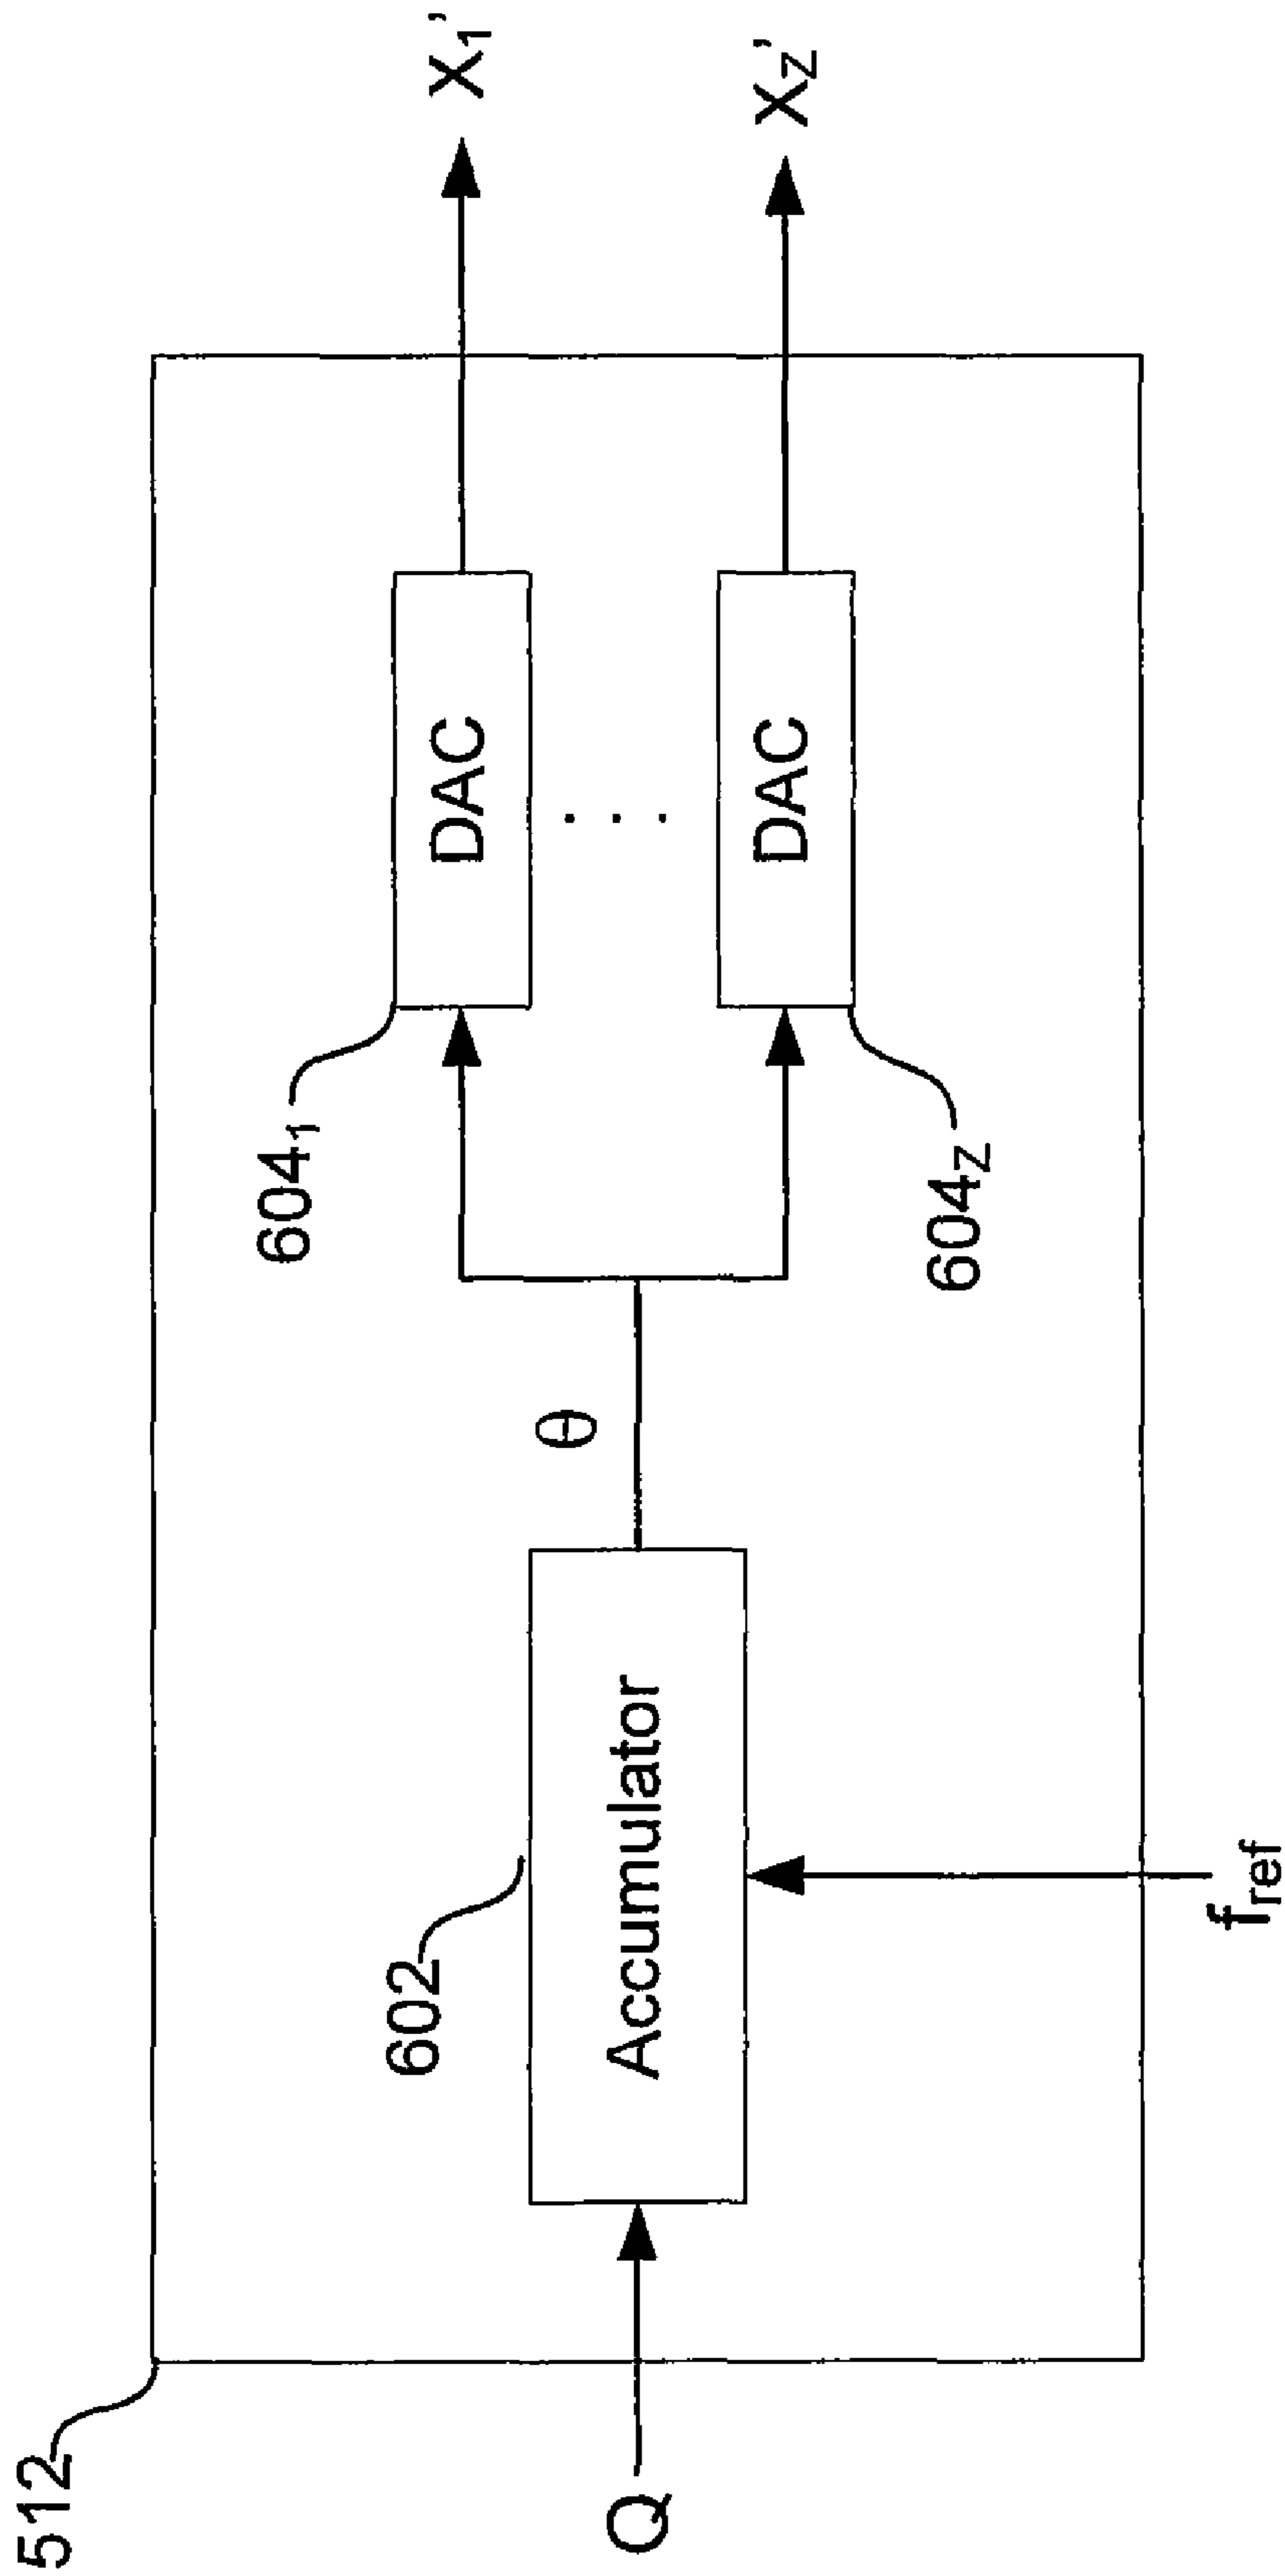 512
602
604₁
Q
Accumulator
θ
DAC
X₁'
. . .
DAC
X_Z'
604_Z
f_ref